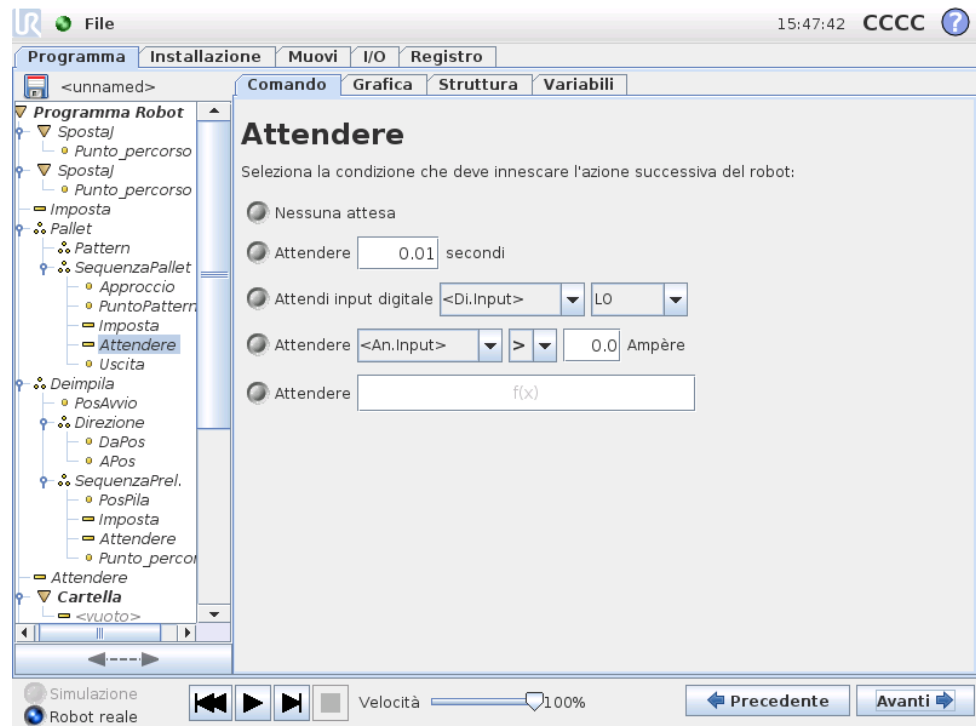 UR File 15:47:42 CCCC ?
Programma Installazione Muovi I/O Registro
<unnamed>
Comando Grafica Struttura Variabili
Programma Robot
SpostaJ
Punto_percorso
SpostaJ
Punto_percorso
Imposta
Pallet
Pattern
SequenzaPallet
Approccio
PuntoPattern
Imposta
Attendere
Uscita
Deimpila
PosAvvio
Direzione
DaPos
APos
SequenzaPrel.
PosPila
Imposta
Attendere
Punto_percor
Attendere
Cartella
<vuoto>
Attendere
Seleziona la condizione che deve innescare l'azione successiva del robot:
Nessuna attesa
Attendere 0.01 secondi
Attendi input digitale <Di.Input> LO
Attendere <An.Input> > 0.0 Ampère
Attendere f(x)
Simulazione
Robot reale
Velocità 100%
Precedente Avanti